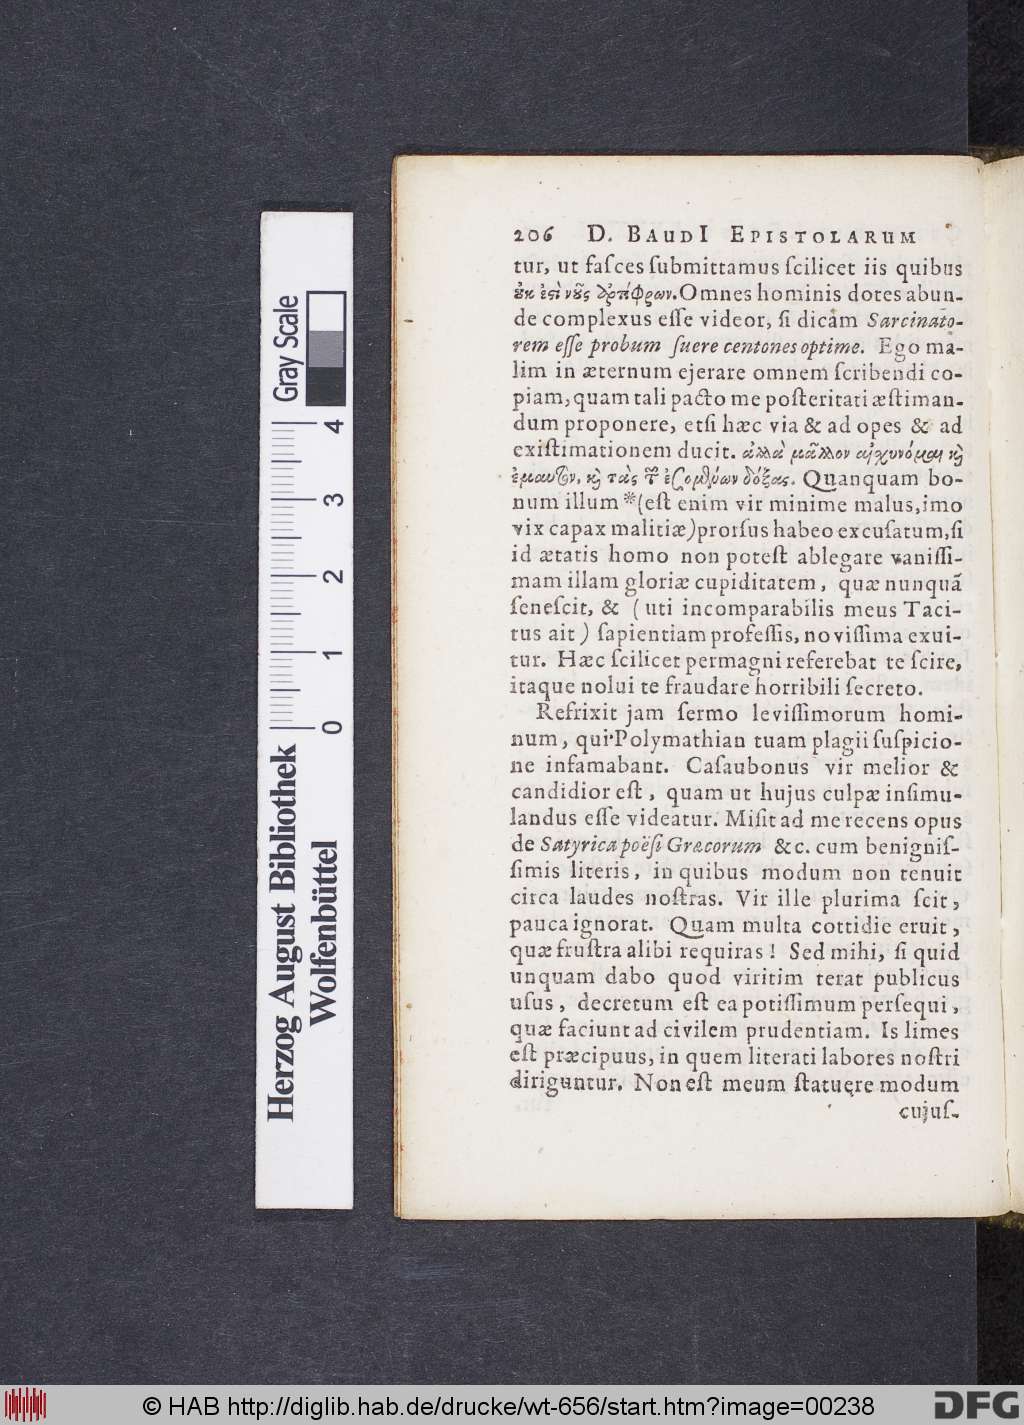 206 D. BAUDI EPISTOLARUM
tur, ut faſces ſubmittamus ſcilicet iis quibus
Omnes hominis dotes abun-
de complexus eſſe videor, ſi dicam Sarcinato-
rem eſſe probum ſuere centones optime. Ego ma-
lim in æternum ejerare omnem ſcribendi co-
piam, quam tali pacto me poſteritati æſtiman-
dum proponere, etſi hæc via & ad opes & ad
exiſtimationem ducit. ἀλλὰ μᾶλλον
δόξας. Quanquam bo-
num illum *(eſt enim vir minime malus, imo
vix capax malitiæ) prorſus habeo excuſatum, ſi
id ætatis homo non poteſt ablegare vaniſſi-
mam illam gloriæ cupiditatem, quæ nunquã
ſeneſcit, & (uti incomparabilis meus Taci-
tus ait) ſapientiam profeſſis, noviſſima exui-
tur. Hæc ſcilicet permagni referebat te ſcire,
itaque nolui te fraudare horribili ſecreto.
Refrixit jam ſermo leviſſimorum homi-
num, qui Polymathian tuam plagii ſuſpicio-
ne infamabant. Caſaubonus vir melior &
candidior eſt, quam ut hujus culpæ inſimu-
landus eſſe videatur. Miſit ad me recens opus
de Satyrica poëſi Græcorum &c. cum benigniſ-
ſimis literis, in quibus modum non tenuit
circa laudes noſtras. Vir ille plurima ſcit,
pauca ignorat. Quam multa cottidie eruit,
quæ fruſtra alibi requiras! Sed mihi, ſi quid
unquam dabo quod viritim terat publicus
uſus, decretum eſt ea potiſſimum perſequi,
quæ faciunt ad civilem prudentiam. Is limes
eſt præcipuus, in quem literati labores noſtri
diriguntur. Non eſt meum ſtatuere modum
cujuſ-
Gray Scale
4
3
2
1
0
Herzog August Bibliothek
Wolfenbüttel
© HAB http://diglib.hab.de/drucke/wt-656/start.htm?image=00238
DFG